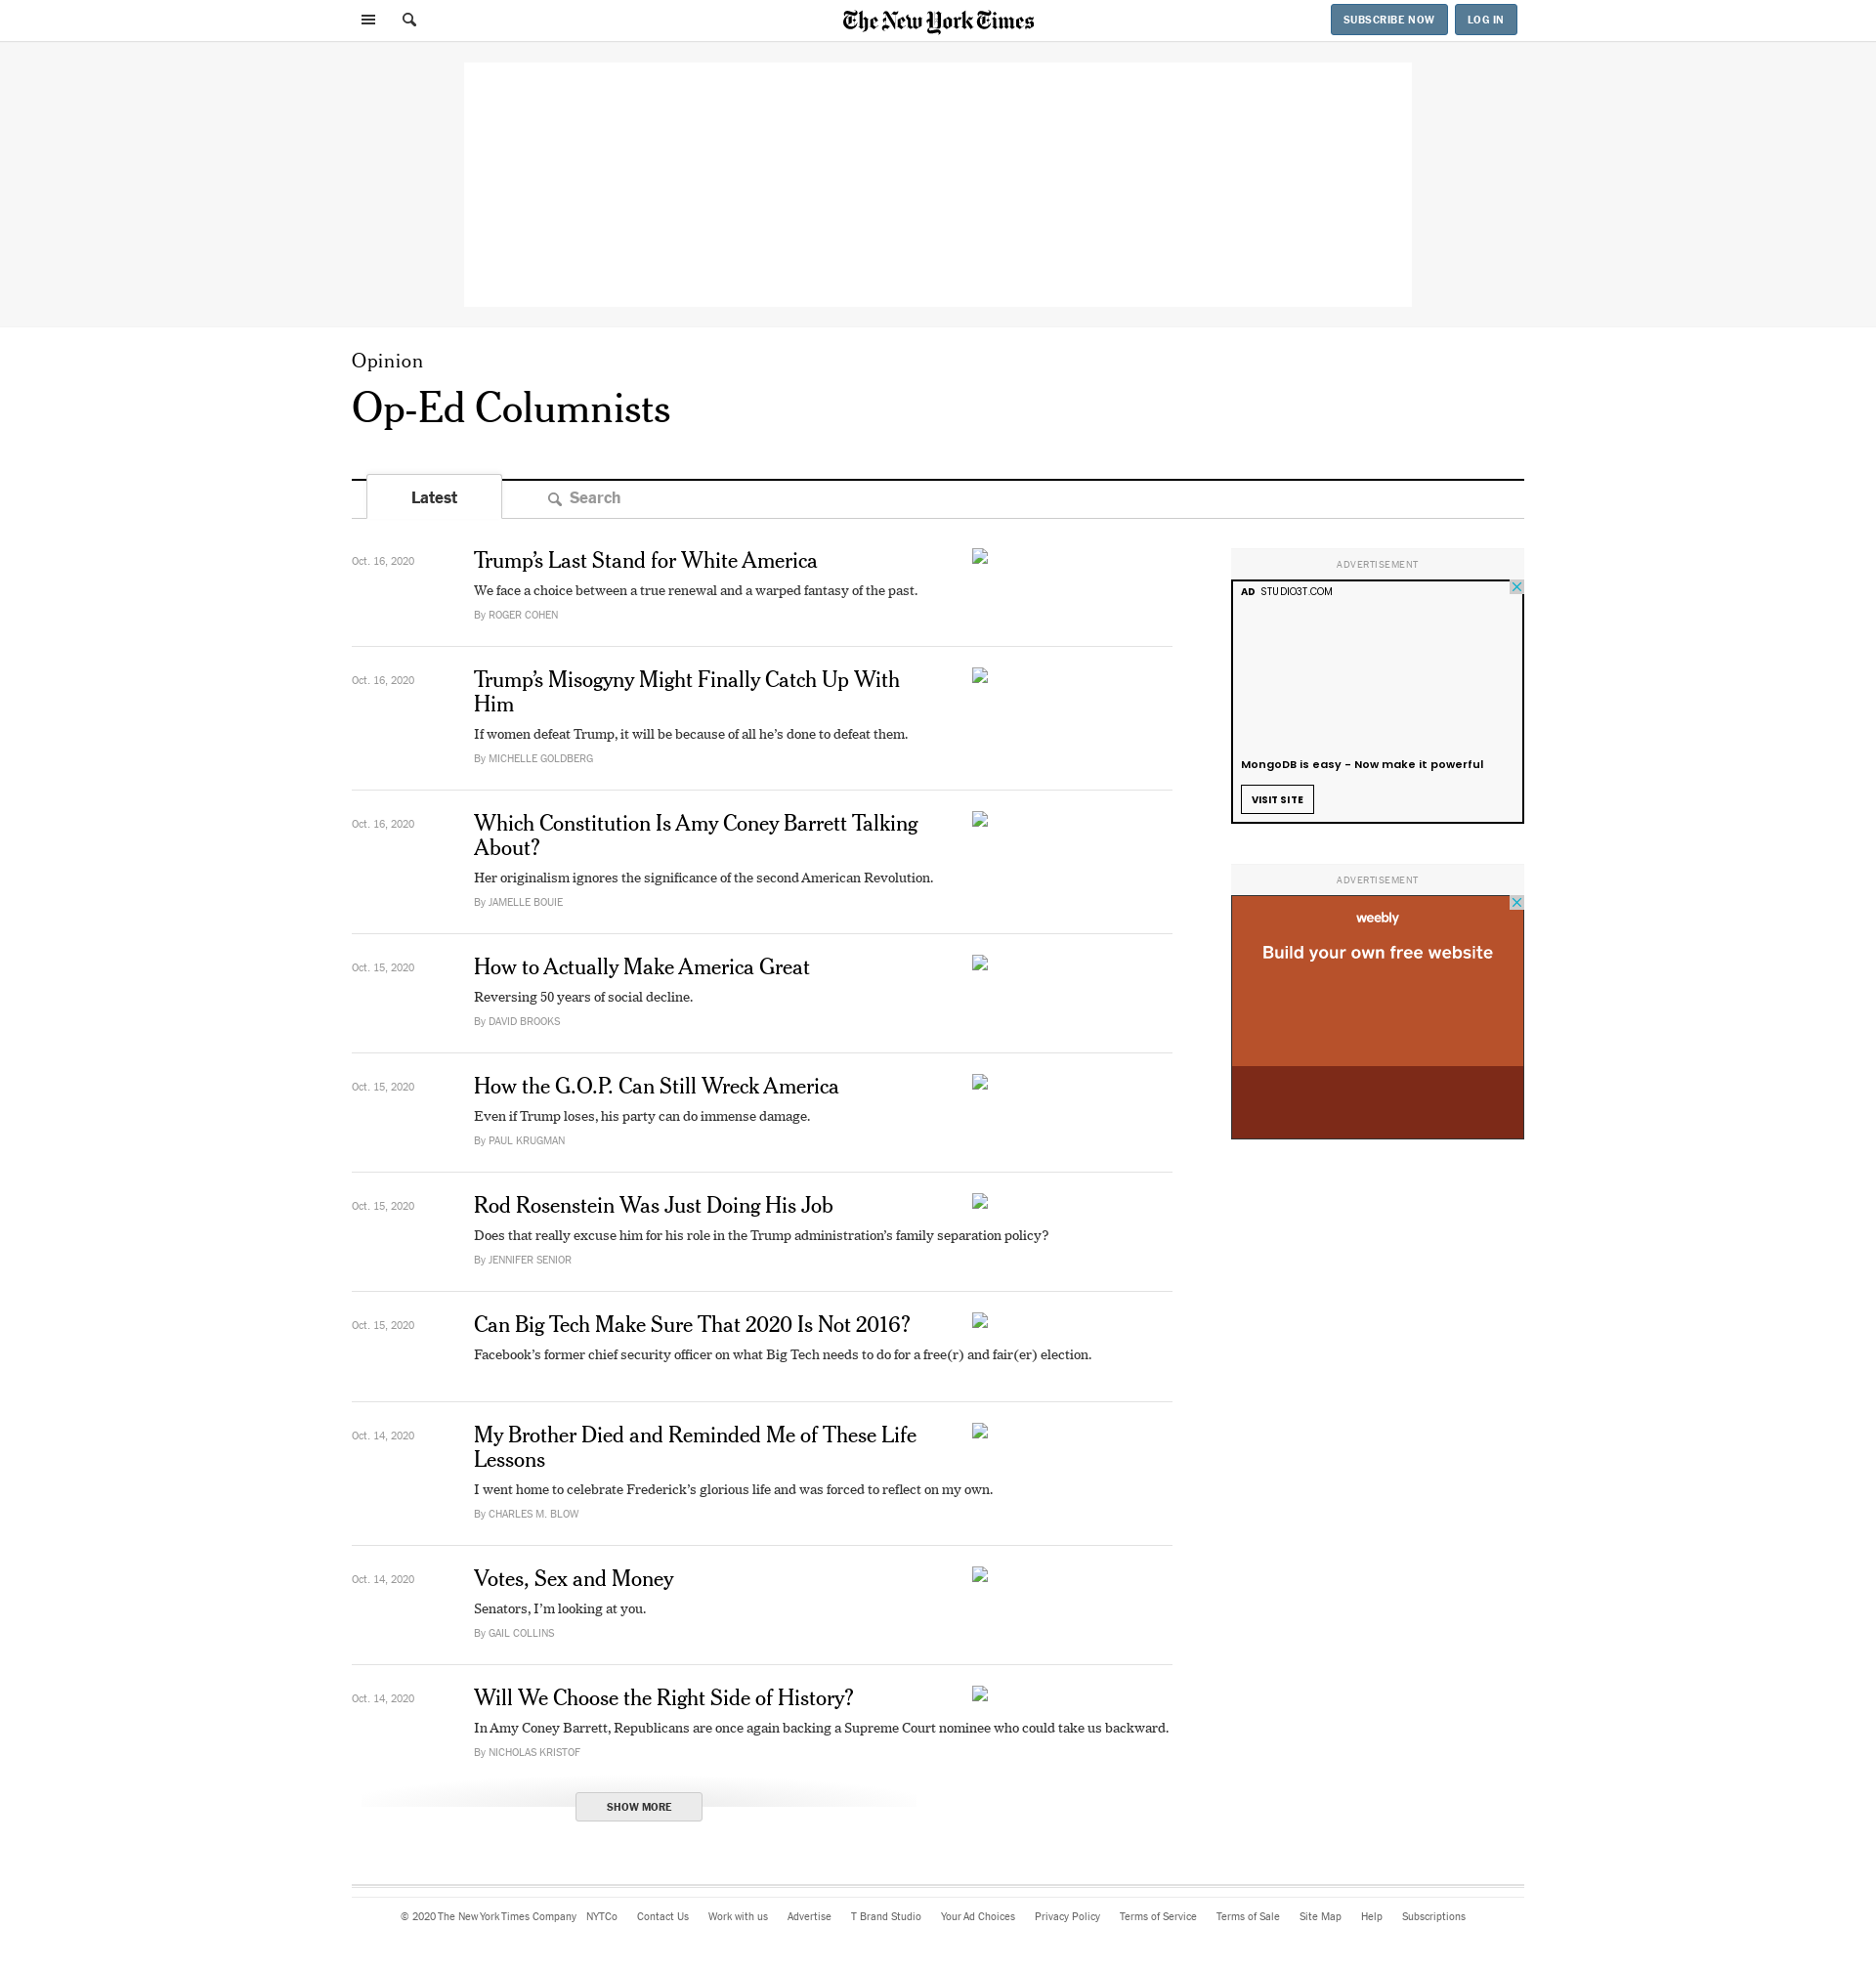 The New York Times
SUBSCRIBE NOW
LOG IN
Opinion
Op-Ed Columnists
Latest
Search
Oct. 16, 2020
Trump’s Last Stand for White America
We face a choice between a true renewal and a warped fantasy of the past.
By ROGER COHEN
Oct. 16, 2020
Trump’s Misogyny Might Finally Catch Up With
Him
If women defeat Trump, it will be because of all he’s done to defeat them.
By MICHELLE GOLDBERG
Oct. 16, 2020
Which Constitution Is Amy Coney Barrett Talking
About?
Her originalism ignores the significance of the second American Revolution.
By JAMELLE BOUIE
Oct. 15, 2020
How to Actually Make America Great
Reversing 50 years of social decline.
By DAVID BROOKS
Oct. 15, 2020
How the G.O.P. Can Still Wreck America
Even if Trump loses, his party can do immense damage.
By PAUL KRUGMAN
Oct. 15, 2020
Rod Rosenstein Was Just Doing His Job
Does that really excuse him for his role in the Trump administration’s family separation policy?
By JENNIFER SENIOR
Oct. 15, 2020
Can Big Tech Make Sure That 2020 Is Not 2016?
Facebook’s former chief security officer on what Big Tech needs to do for a free(r) and fair(er) election.
Oct. 14, 2020
My Brother Died and Reminded Me of These Life
Lessons
I went home to celebrate Frederick’s glorious life and was forced to reflect on my own.
By CHARLES M. BLOW
Oct. 14, 2020
Votes, Sex and Money
Senators, I’m looking at you.
By GAIL COLLINS
Oct. 14, 2020
Will We Choose the Right Side of History?
In Amy Coney Barrett, Republicans are once again backing a Supreme Court nominee who could take us backward.
By NICHOLAS KRISTOF
SHOW MORE
ADVERTISEMENT
AD STUDIO3T.COM
MongoDB is easy - Now make it powerful
VISIT SITE
ADVERTISEMENT
weebly
Build your own free website
© 2020 The New York Times Company NYTCo Contact Us Work with us Advertise T Brand Studio Your Ad Choices Privacy Policy Terms of Service Terms of Sale Site Map Help Subscriptions